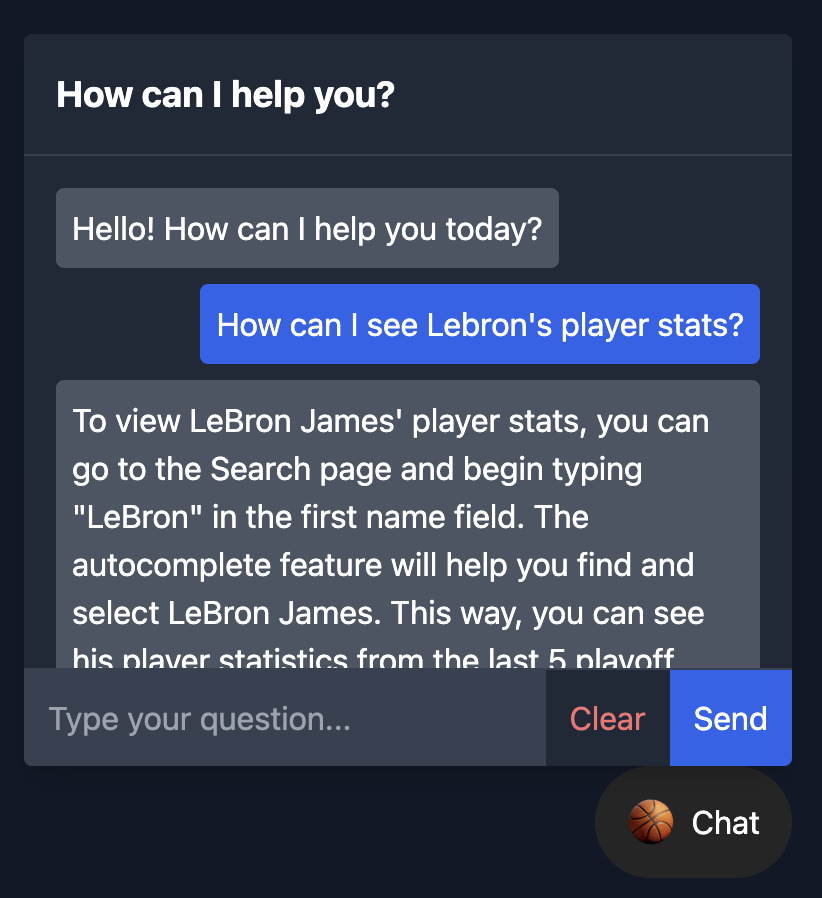 How can I help you?
Hello! How can I help you today?
How can I see Lebron's player stats?
To view LeBron James' player stats, you can
go to the Search page and begin typing
"LeBron" in the first name field. The
autocomplete feature will help you find and
select LeBron James. This way, you can see
his player statistics from the last 5 playoff
Type your question...
Clear
Send
Chat